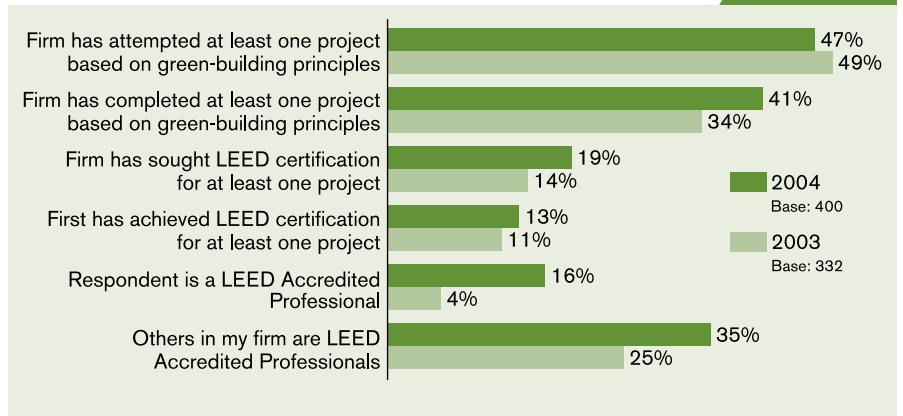 Firm has attempted at least one project
based on green-building principles
47%
49%
Firm has completed at least one project
based on green-building principles
41%
34%
Firm has sought LEED certification
for at least one project
19%
14%
First has achieved LEED certification
for at least one project
13%
11%
Respondent is a LEED Accredited
Professional
16%
4%
Others in my firm are LEED
Accredited Professionals
35%
25%
2004
Base: 400
2003
Base: 332